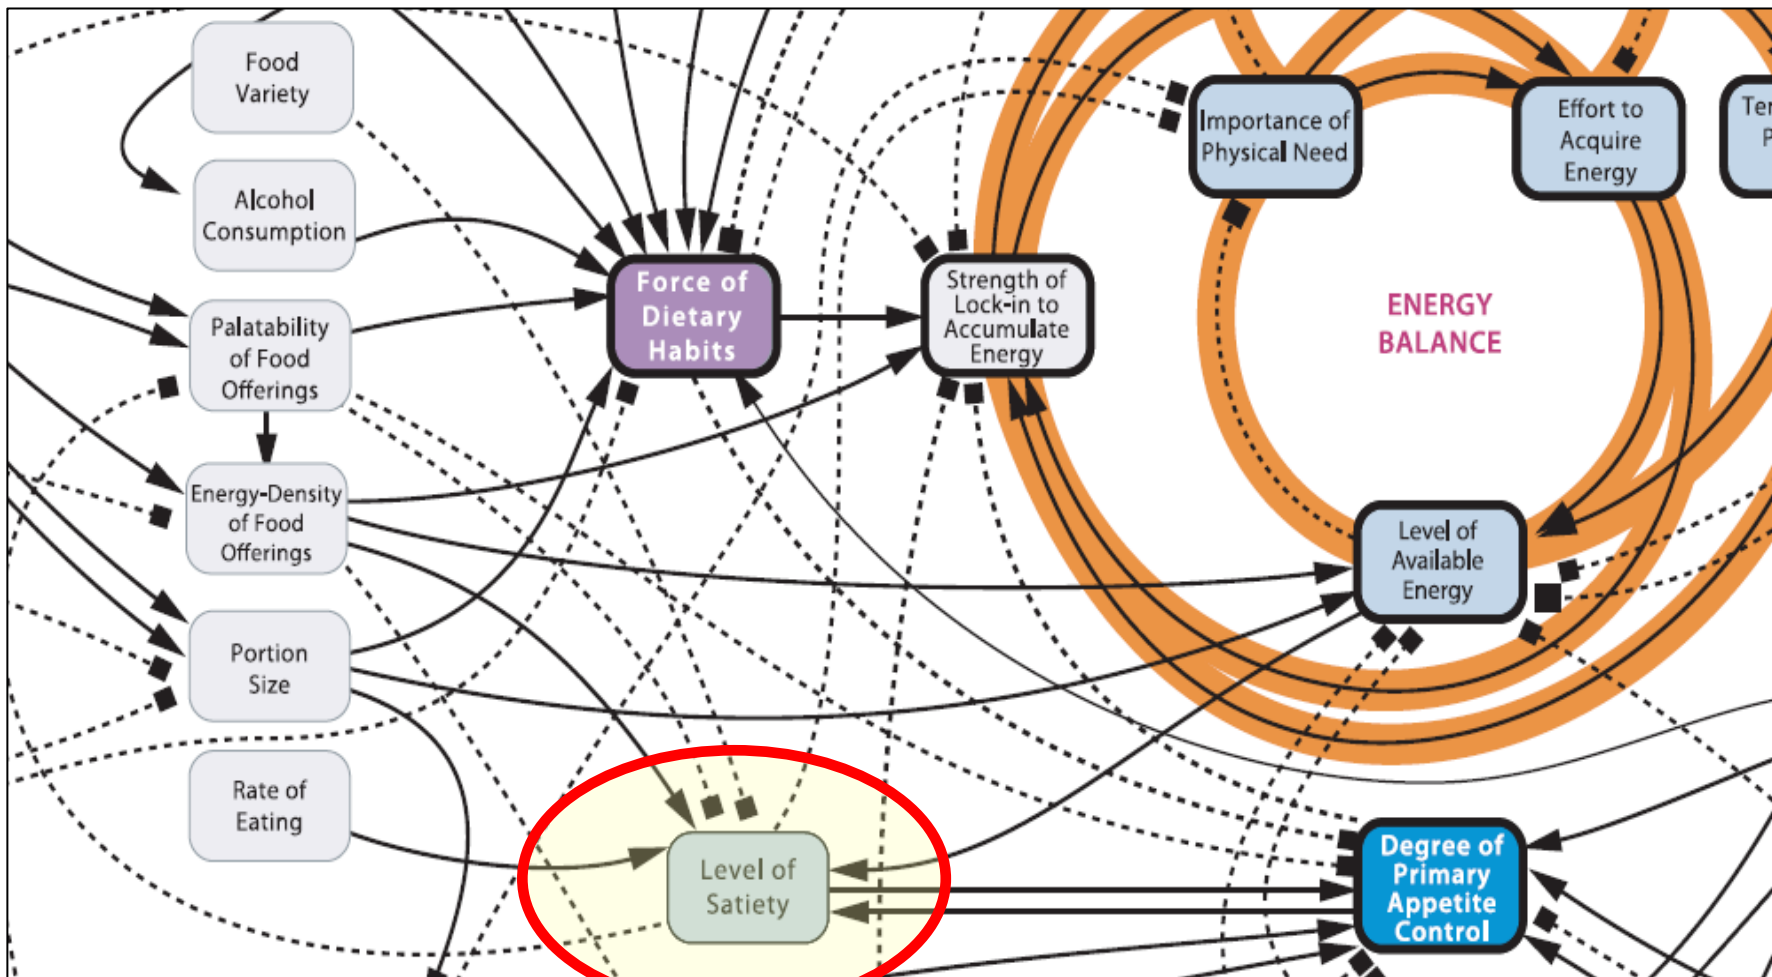 Food
Variety
Alcohol
Consumption
Palatability
of Food
Offerings
Energy-Density
of Food
Offerings
Portion
Size
Rate of
Eating
Force of
Dietary
Habits
Strength of
Lock-in to
Accumulate
Energy
Importance of
Physical Need
Effort to
Acquire
Energy
ENERGY
BALANCE
Level of
Available
Energy
Level of
Satiety
Degree of
Primary
Appetite
Control